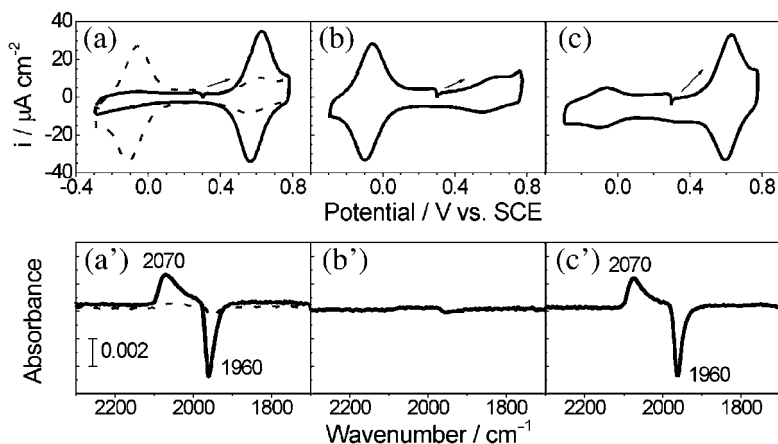 (a) (b) (c)
40
20
0
-20
-40
i / μA cm⁻²
-0.4 0.0 0.4 0.8 0.0 0.4 0.8 0.0 0.4 0.8
Potential / V vs. SCE
(a') (b') (c')
2070 2070
0.002
1960 1960
Absorbance
2200 2000 1800 2200 2000 1800 2200 2000 1800
Wavenumber / cm⁻¹